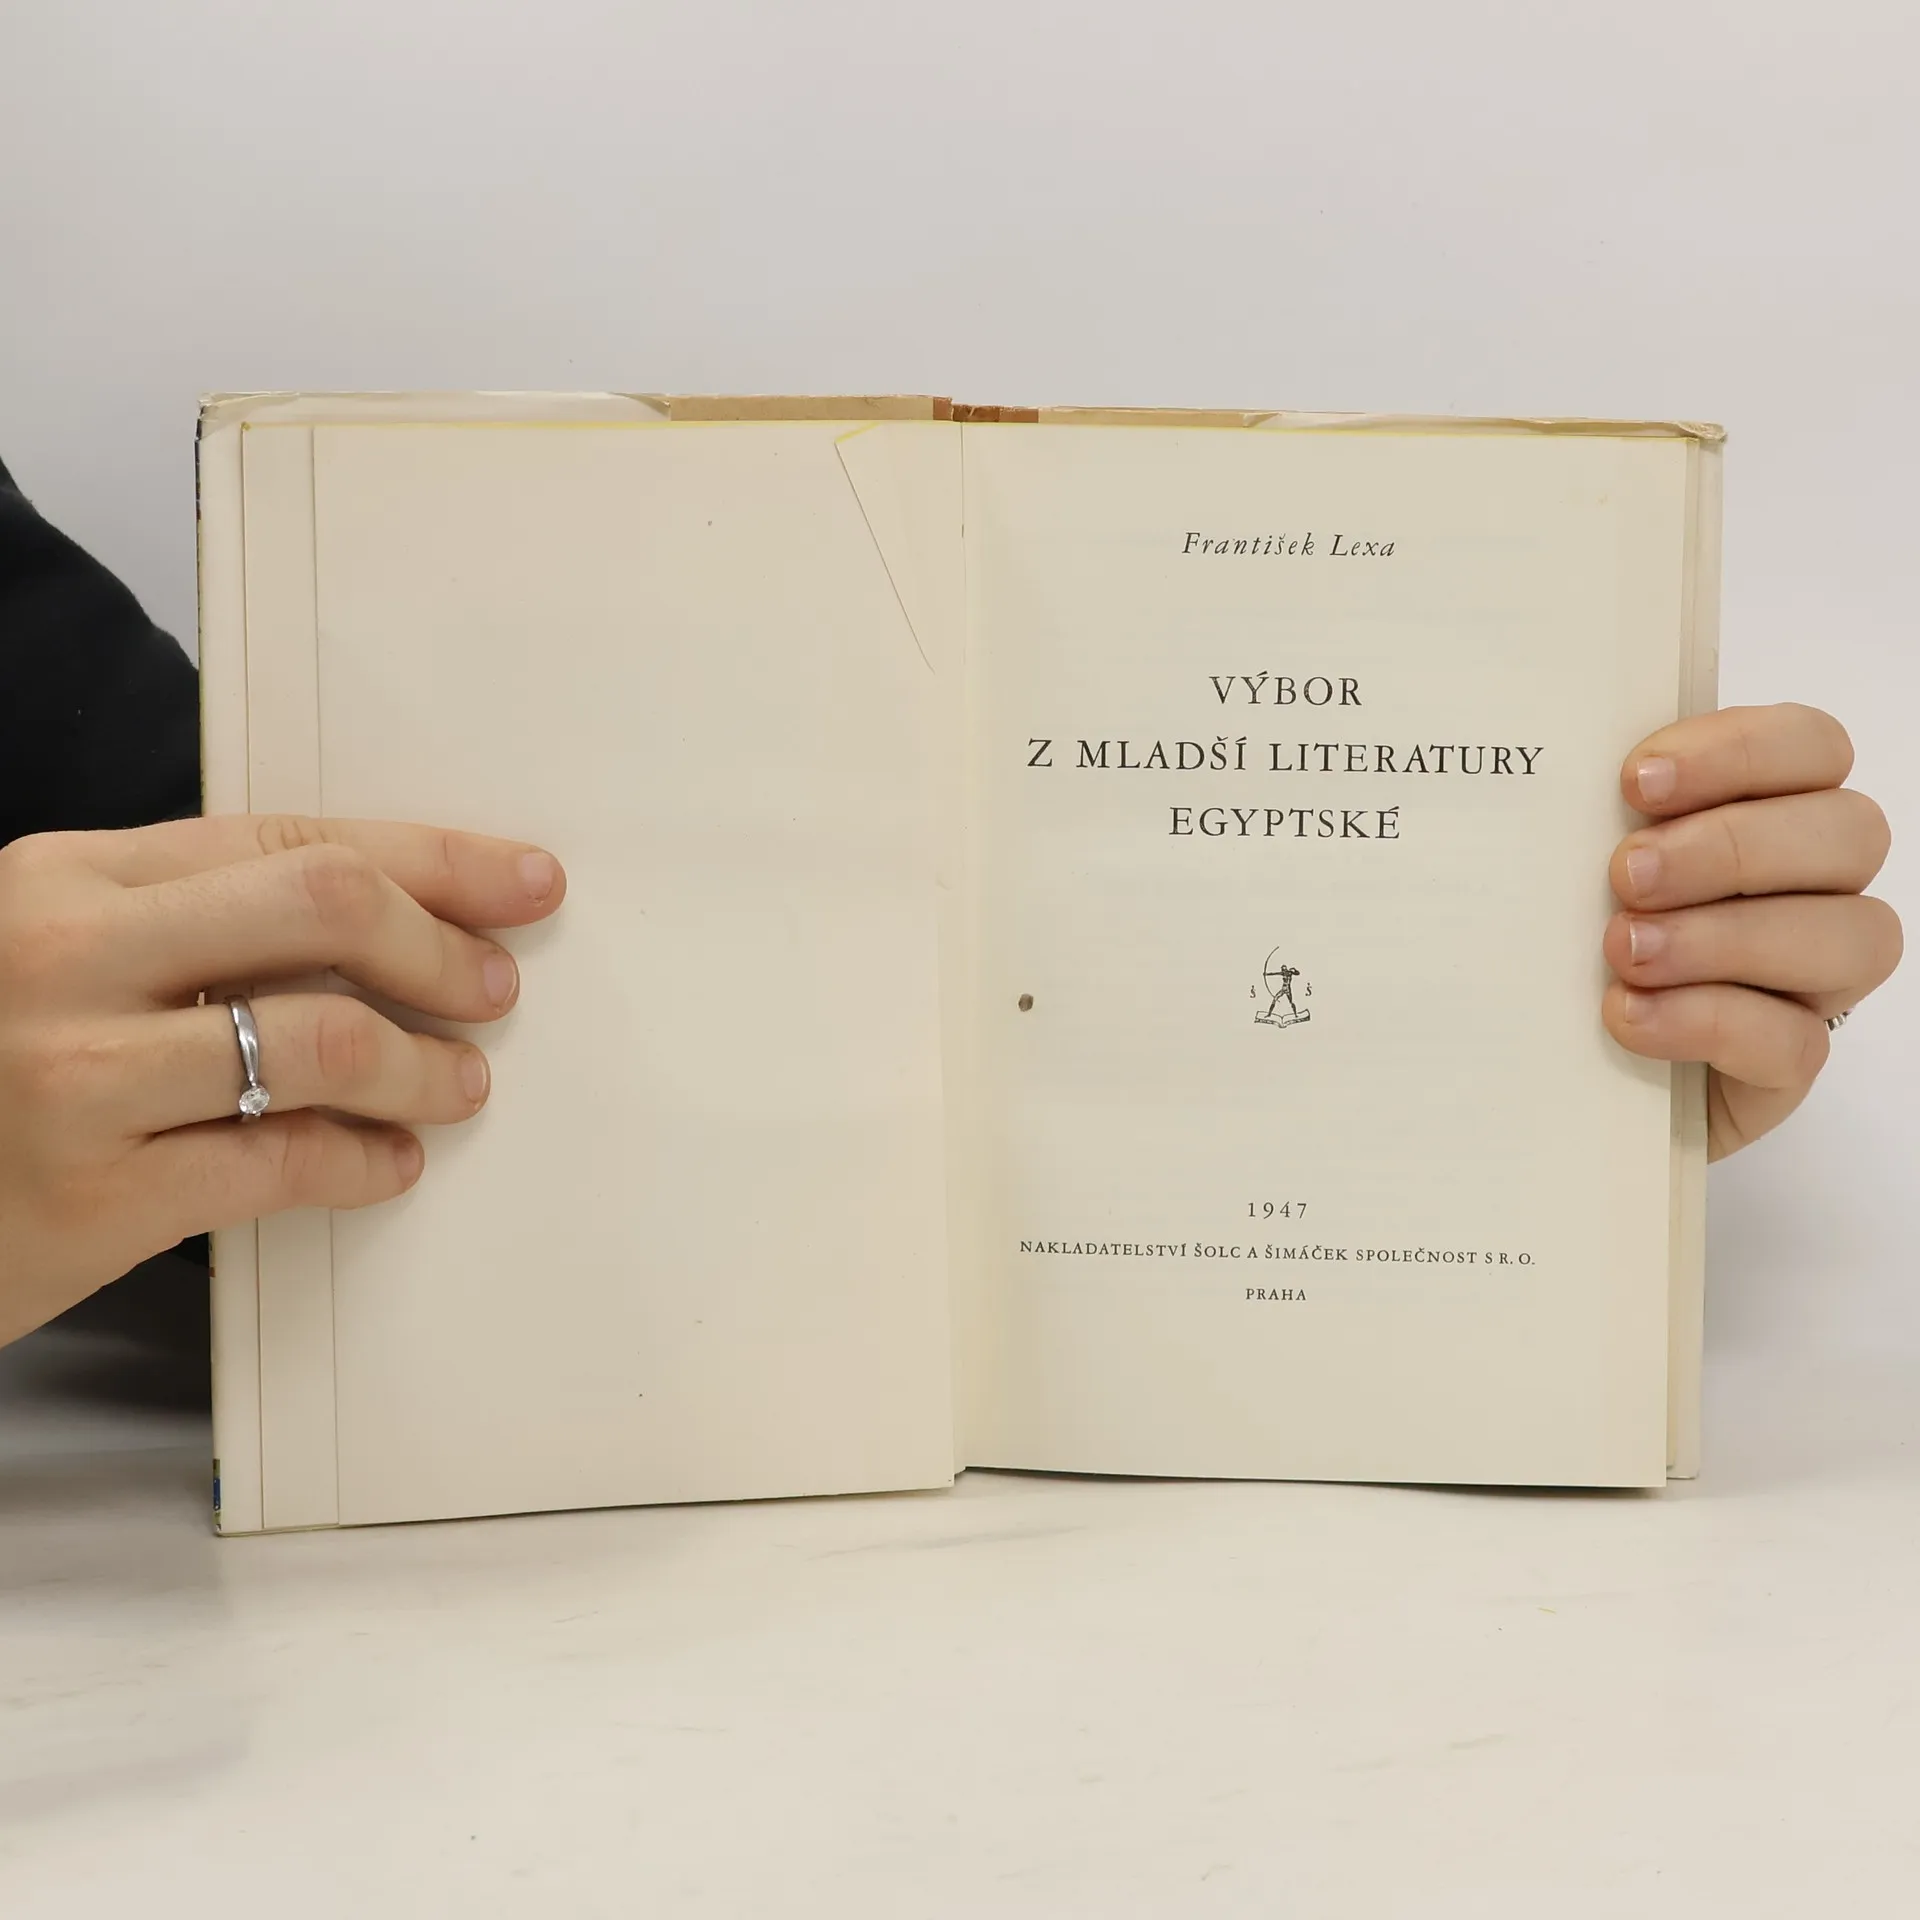 František Lexa
VÝBOR
Z MLADŠÍ LITERATURY
EGYPTSKÉ
š š
1947
NAKLADATELSTVÍ ŠOLC A ŠIMÁČEK SPOLEČNOST S R. O.
PRAHA